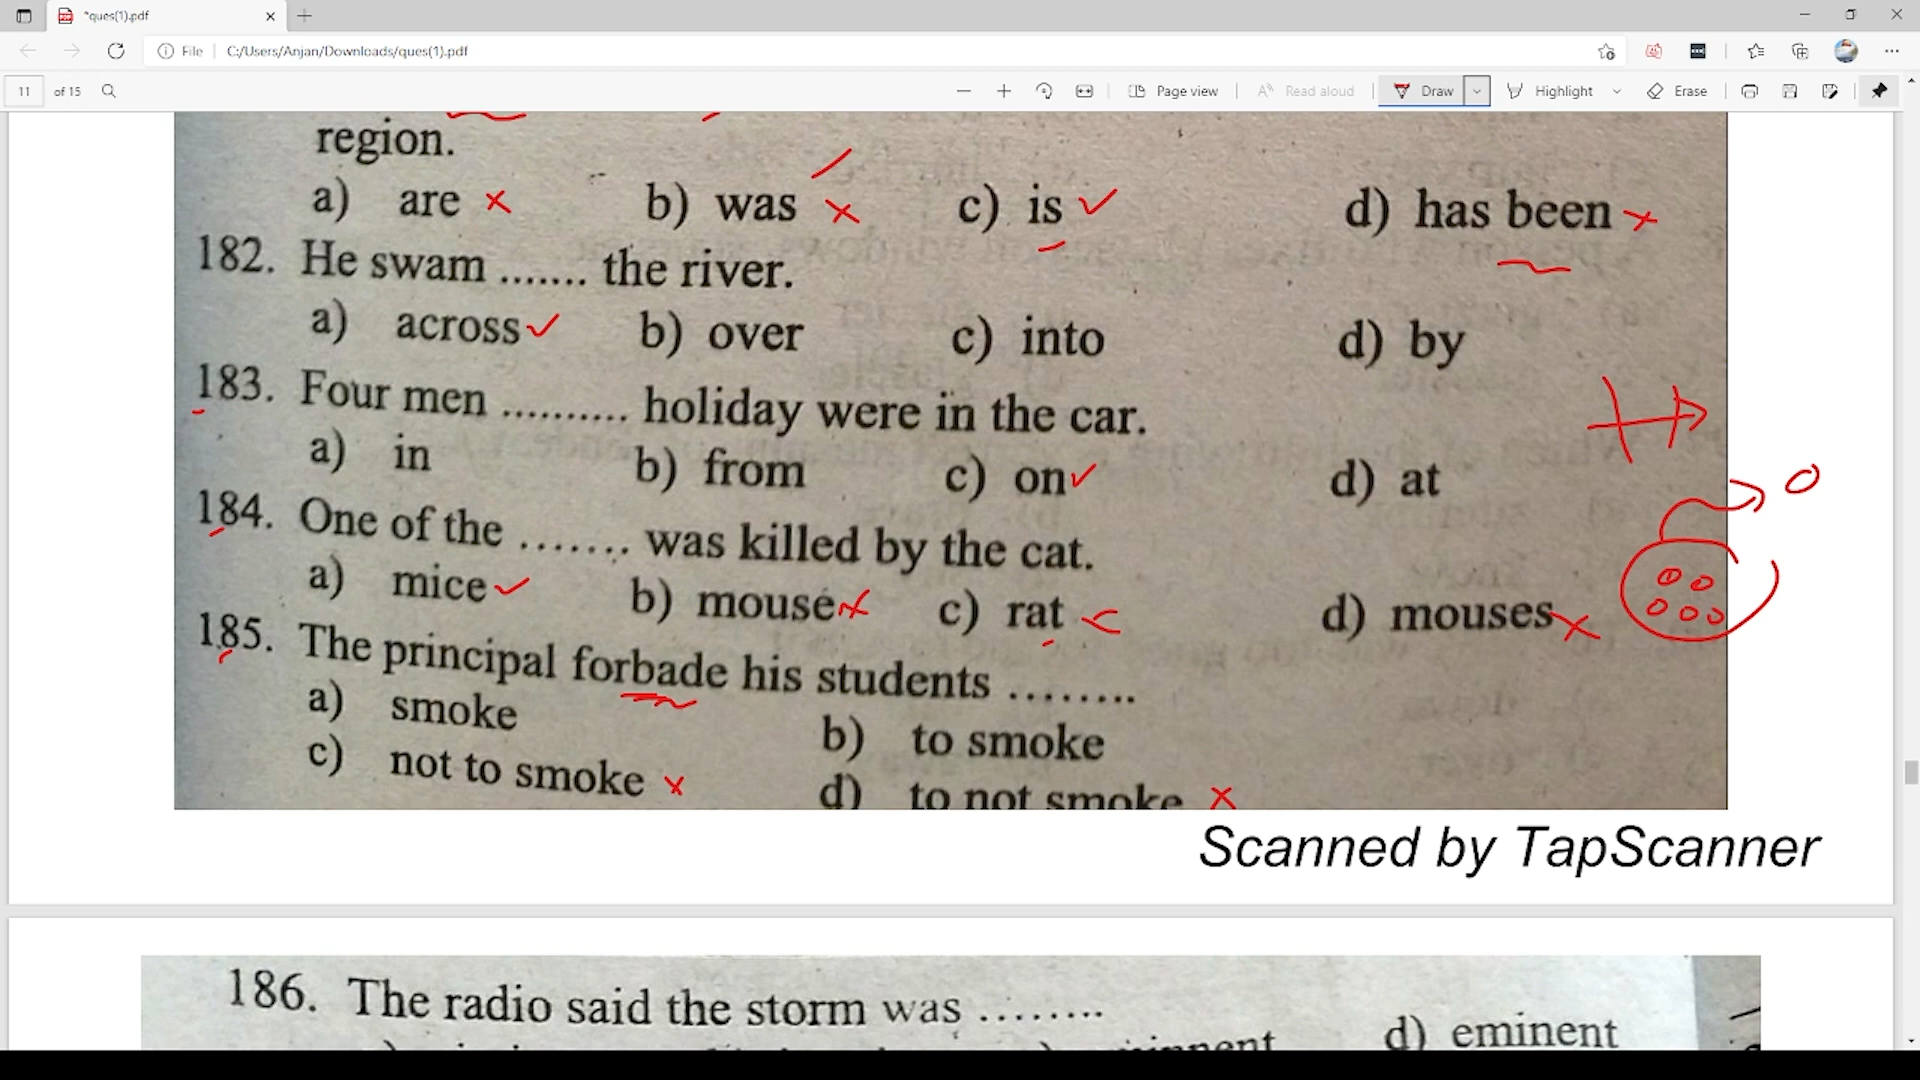 *ques(1).pdf
File C:/Users/Anjan/Downloads/ques(1).pdf
11 of 15 Page view Read aloud Draw Highlight Erase
region.
a) are b) was c) is d) has been
182. He swam ....... the river.
a) across b) over c) into d) by
183. Four men .......... holiday were in the car.
a) in b) from c) on d) at
184. One of the ....... was killed by the cat.
a) mice b) mouse c) rat d) mouses
185. The principal forbade his students ........
a) smoke b) to smoke
c) not to smoke d) to not smoke
Scanned by TapScanner
186. The radio said the storm was ........
d) eminent